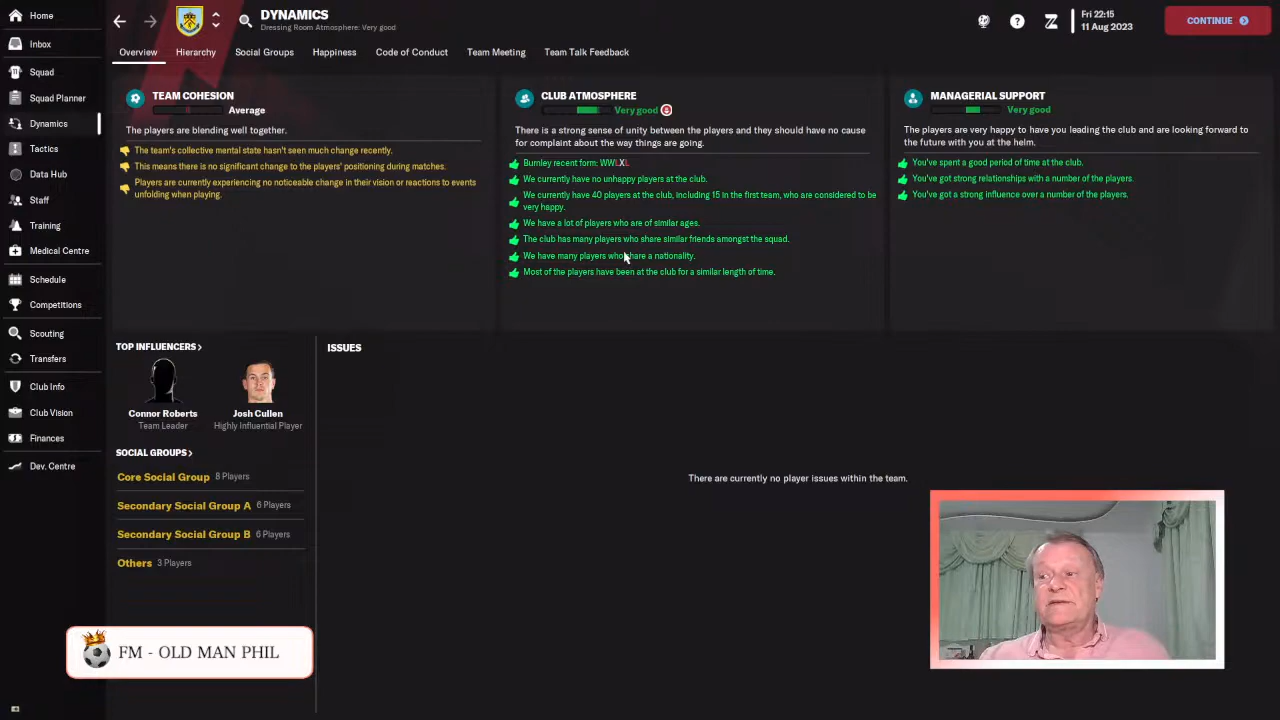 Home
Inbox
Squad
Squad Planner
Dynamics
Tactics
Data Hub
Staff
Training
Medical Centre
Schedule
Competitions
Scouting
Transfers
Club Info
Club Vision
Finances
Dev. Centre
DYNAMICS
Dressing Room Atmosphere: Very good
Fri 22:15
11 Aug 2023
CONTINUE
Overview Hierarchy Social Groups Happiness Code of Conduct Team Meeting Team Talk Feedback
TEAM COHESION
Average
The players are blending well together.
The team's collective mental state hasn't seen much change recently.
This means there is no significant change to the players' positioning during matches.
Players are currently experiencing no noticeable change in their vision or reactions to events
unfolding when playing.
CLUB ATMOSPHERE
Very good
There is a strong sense of unity between the players and they should have no cause
for complaint about the way things are going.
Burnley recent form: WWLXL
We currently have no unhappy players at the club.
We currently have 40 players at the club, including 15 in the first team, who are considered to be
very happy.
We have a lot of players who are of similar ages.
The club has many players who share similar friends amongst the squad.
We have many players who share a nationality.
Most of the players have been at the club for a similar length of time.
MANAGERIAL SUPPORT
Very good
The players are very happy to have you leading the club and are looking forward to
the future with you at the helm.
You've spent a good period of time at the club.
You've got strong relationships with a number of the players.
You've got a strong influence over a number of the players.
TOP INFLUENCERS >
Connor Roberts
Team Leader
Josh Cullen
Highly Influential Player
SOCIAL GROUPS >
Core Social Group 8 Players
Secondary Social Group A 6 Players
Secondary Social Group B 6 Players
Others 3 Players
ISSUES
There are currently no player issues within the team.
FM - OLD MAN PHIL